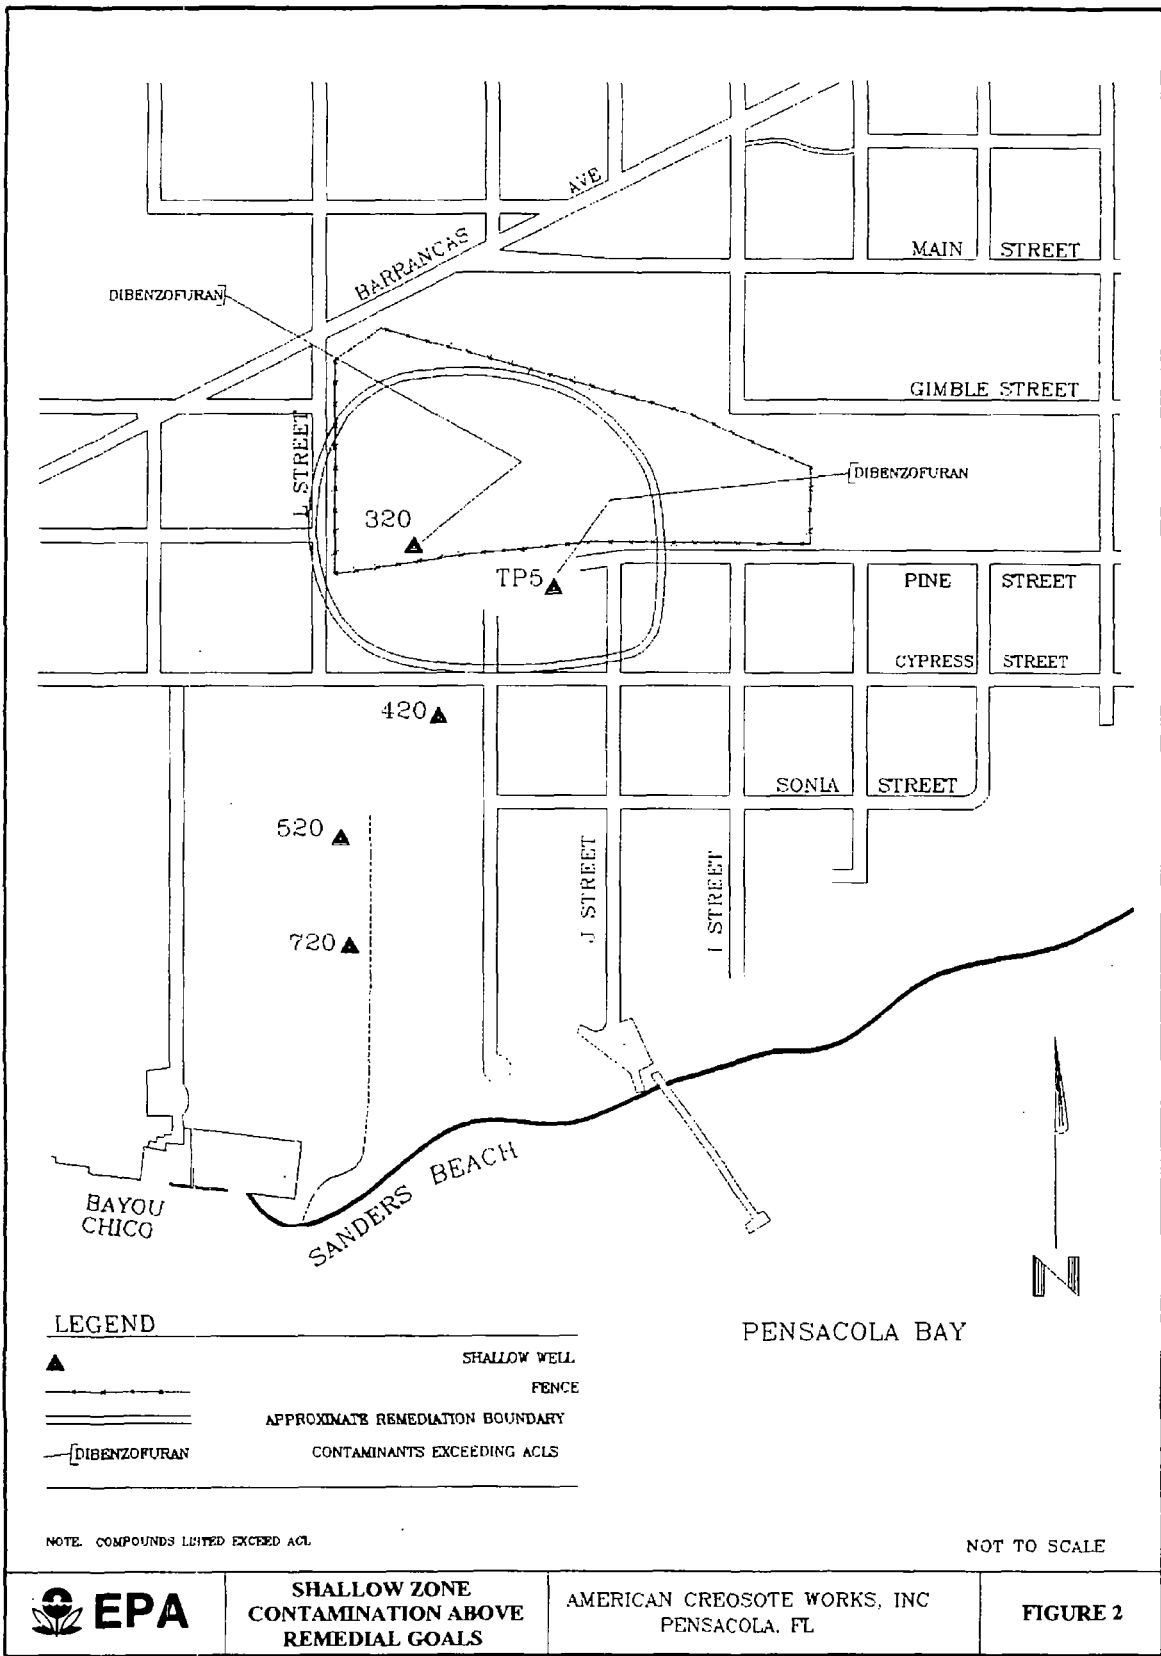 BARRANCAS AVE
MAIN STREET
DIBENZOFURAN
GIMBLE STREET
L STREET
DIBENZOFURAN
320
TP5
PINE STREET
CYPRESS STREET
420
SONIA STREET
520
J STREET
I STREET
720
SANDERS BEACH
BAYOU
CHICO
N
PENSACOLA BAY
LEGEND
SHALLOW WELL
FENCE
APPROXIMATE REMEDIATION BOUNDARY
DIBENZOFURAN CONTAMINANTS EXCEEDING ACLS
NOTE. COMPOUNDS LISTED EXCEED ACL
NOT TO SCALE
EPA
SHALLOW ZONE
CONTAMINATION ABOVE
REMEDIAL GOALS
AMERICAN CREOSOTE WORKS, INC
PENSACOLA, FL
FIGURE 2